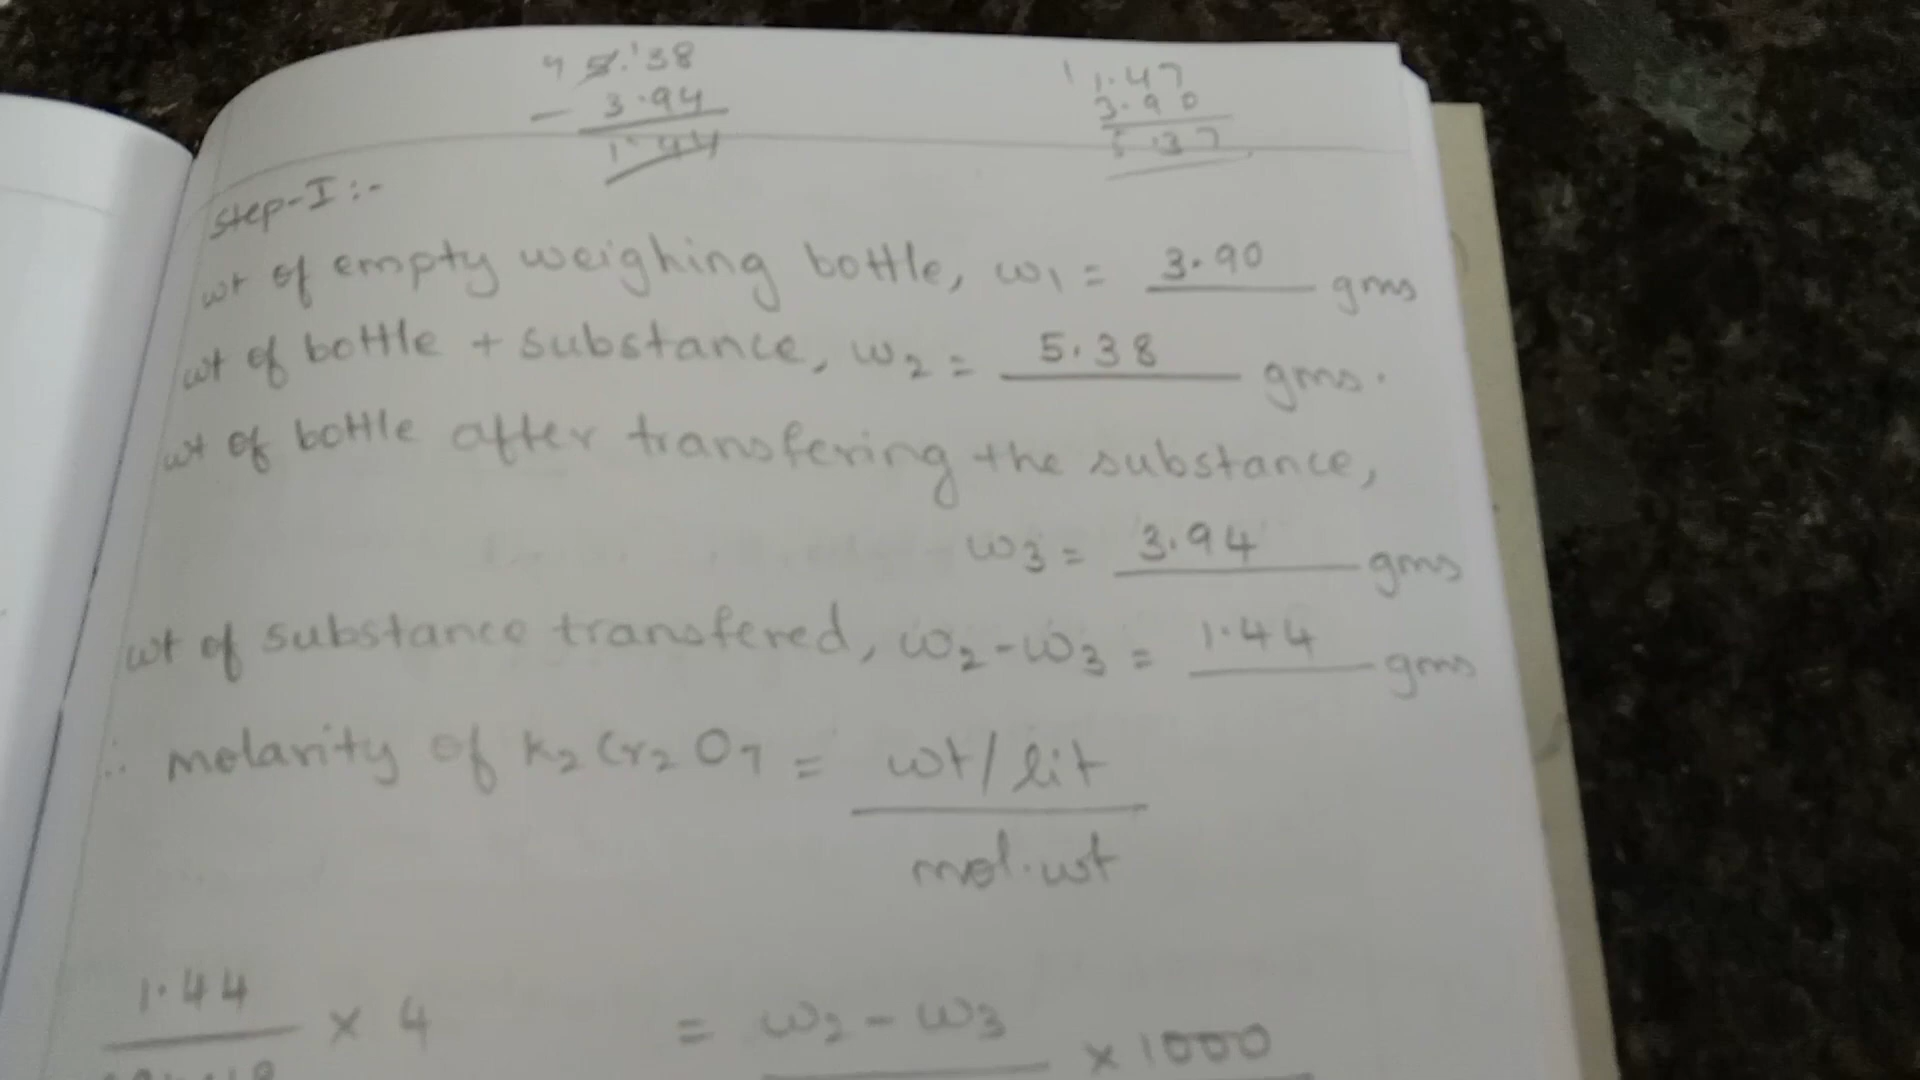 4 5.¹38
- 3.94
1.44
1 1.47
3.90
5.37
Step-I :-
wt of empty weighing bottle, w1 = 3.90 gms
wt of bottle + substance, w2 = 5.38 gms.
wt of bottle after transfering the substance,
w3 = 3.94 gms
wt of substance transfered, w2-w3 = 1.44 gms
∴ molarity of K2Cr2O7 = wt/lit
mol.wt
1.44 × 4 = w2-w3 × 1000